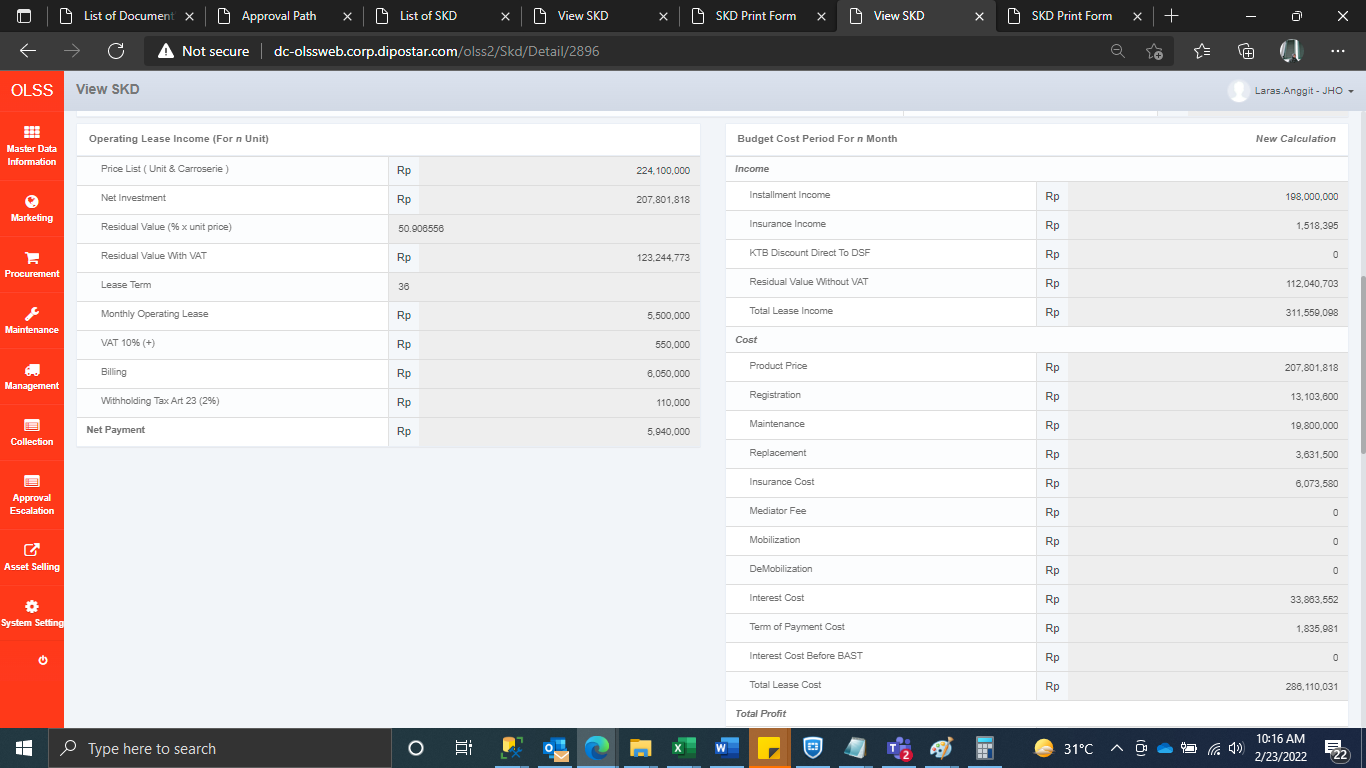 List of Document
Approval Path
List of SKD
View SKD
SKD Print Form
View SKD
SKD Print Form
Not secure
dc-olssweb.corp.dipostar.com/olss2/Skd/Detail/2896
OLSS
View SKD
Laras.Anggit - JHO
Master Data
Information
Marketing
Procurement
Maintenance
Management
Collection
Approval
Escalation
Asset Selling
System Setting
Operating Lease Income (For n Unit)
Price List ( Unit & Carroserie ) Rp 224,100,000
Net Investment Rp 207,801,818
Residual Value (% x unit price) 50.906556
Residual Value With VAT Rp 123,244,773
Lease Term 36
Monthly Operating Lease Rp 5,500,000
VAT 10% (+) Rp 550,000
Billing Rp 6,050,000
Withholding Tax Art 23 (2%) Rp 110,000
Net Payment Rp 5,940,000
Budget Cost Period For n Month New Calculation
Income
Installment Income Rp 198,000,000
Insurance Income Rp 1,518,395
KTB Discount Direct To DSF Rp 0
Residual Value Without VAT Rp 112,040,703
Total Lease Income Rp 311,559,098
Cost
Product Price Rp 207,801,818
Registration Rp 13,103,600
Maintenance Rp 19,800,000
Replacement Rp 3,631,500
Insurance Cost Rp 6,073,580
Mediator Fee Rp 0
Mobilization Rp 0
DeMobilization Rp 0
Interest Cost Rp 33,863,552
Term of Payment Cost Rp 1,835,981
Interest Cost Before BAST Rp 0
Total Lease Cost Rp 286,110,031
Total Profit
Type here to search
2
31°C
10:16 AM
2/23/2022
22